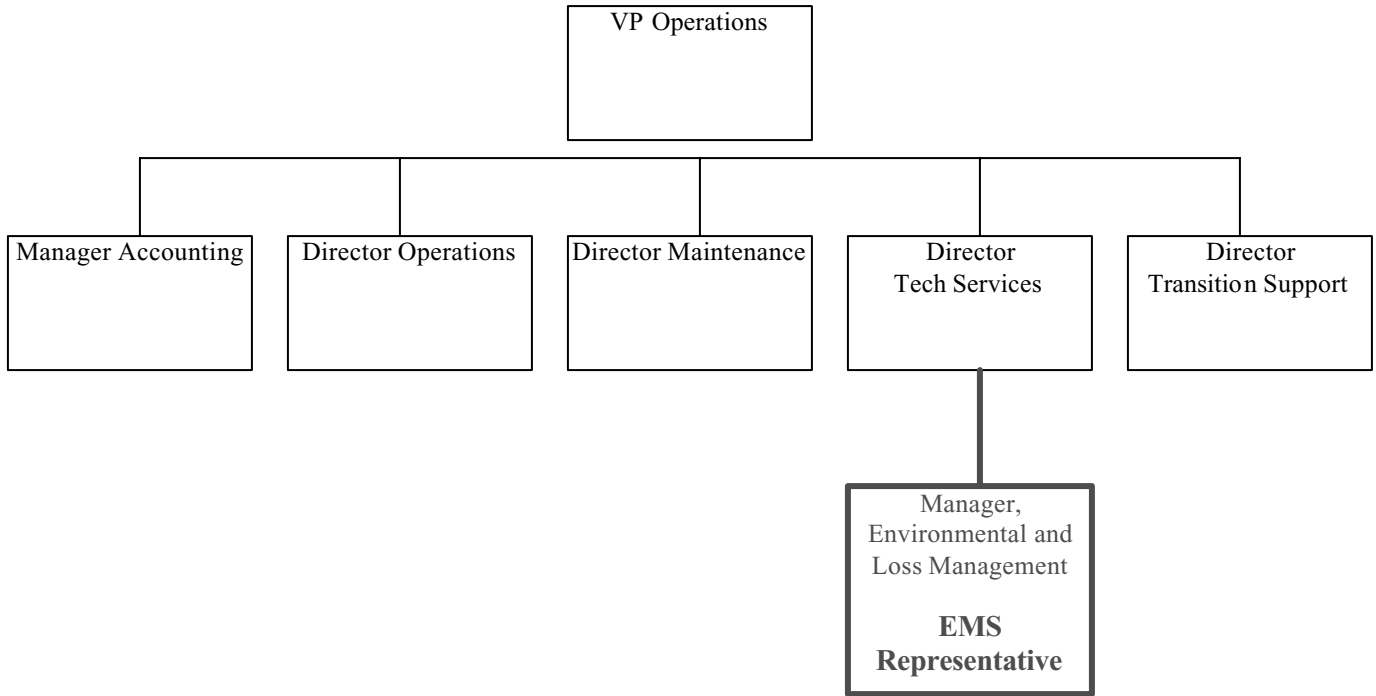 VP Operations
Manager Accounting
Director Operations
Director Maintenance
Director
Tech Services
Director
Transition Support
Manager,
Environmental and
Loss Management
EMS
Representative